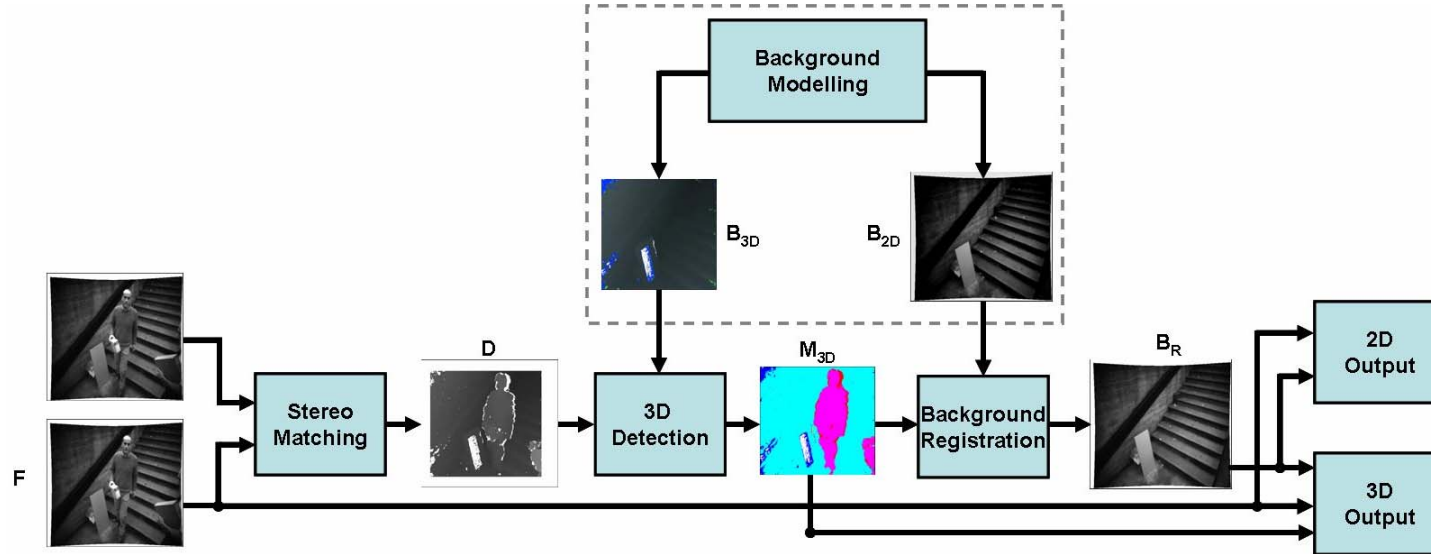 Background
Modelling
B3D
B2D
D
M3D
BR
2D
Output
Stereo
Matching
3D
Detection
Background
Registration
F
3D
Output